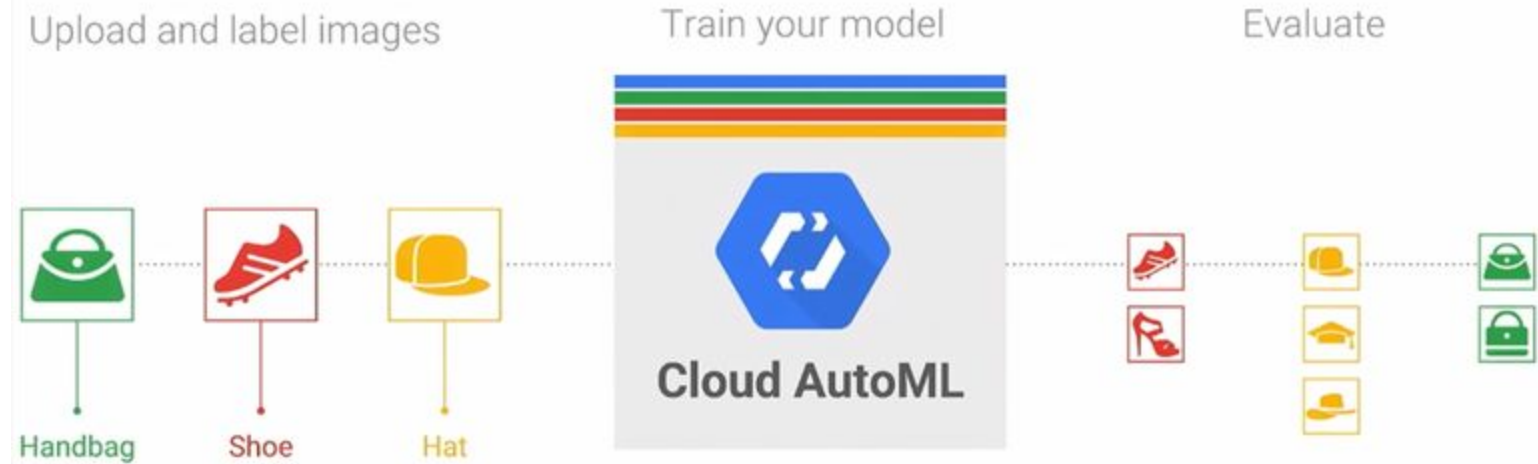 Upload and label images
Train your model
Evaluate
Cloud AutoML
Handbag
Shoe
Hat